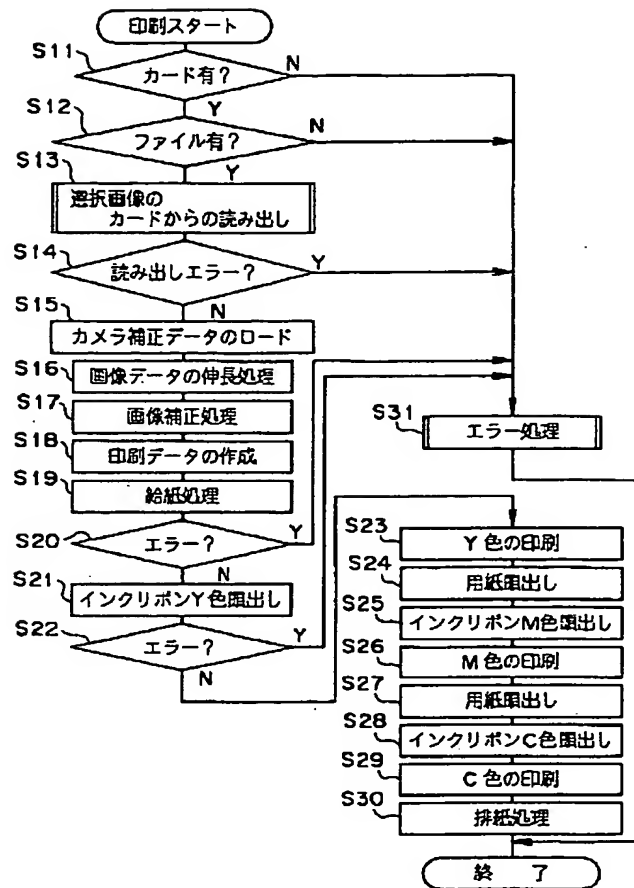 印刷スタート
S11
カード有?
N
Y
S12
ファイル有?
N
Y
S13
選択画像の
カードからの読み出し
S14
読み出しエラー?
Y
N
S15
カメラ補正データのロード
S16
画像データの伸長処理
S17
画像補正処理
S18
印刷データの作成
S19
給紙処理
S20
エラー?
Y
N
S21
インクリボンY色頭出し
S22
エラー?
Y
N
S31
エラー処理
S23
Y色の印刷
S24
用紙頭出し
S25
インクリボンM色頭出し
S26
M色の印刷
S27
用紙頭出し
S28
インクリボンC色頭出し
S29
C色の印刷
S30
排紙処理
終 了